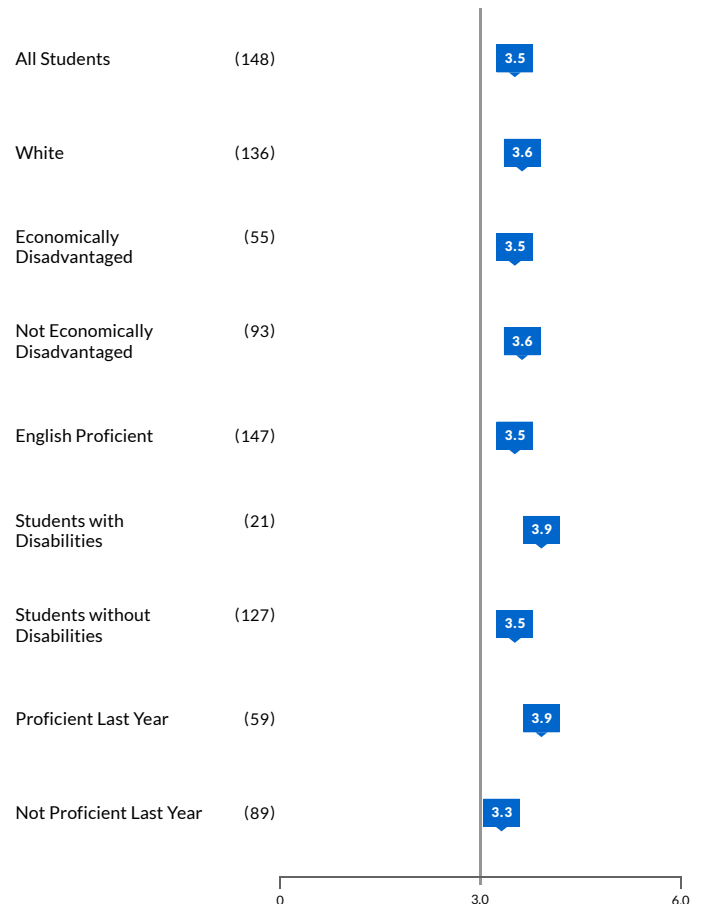 All Students (148) 3.5
White (136) 3.6
Economically (55)
Disadvantaged 3.5
Not Economically (93)
Disadvantaged 3.6
English Proficient (147) 3.5
Students with (21)
Disabilities 3.9
Students without (127)
Disabilities 3.5
Proficient Last Year (59) 3.9
Not Proficient Last Year (89) 3.3
0 3.0 6.0